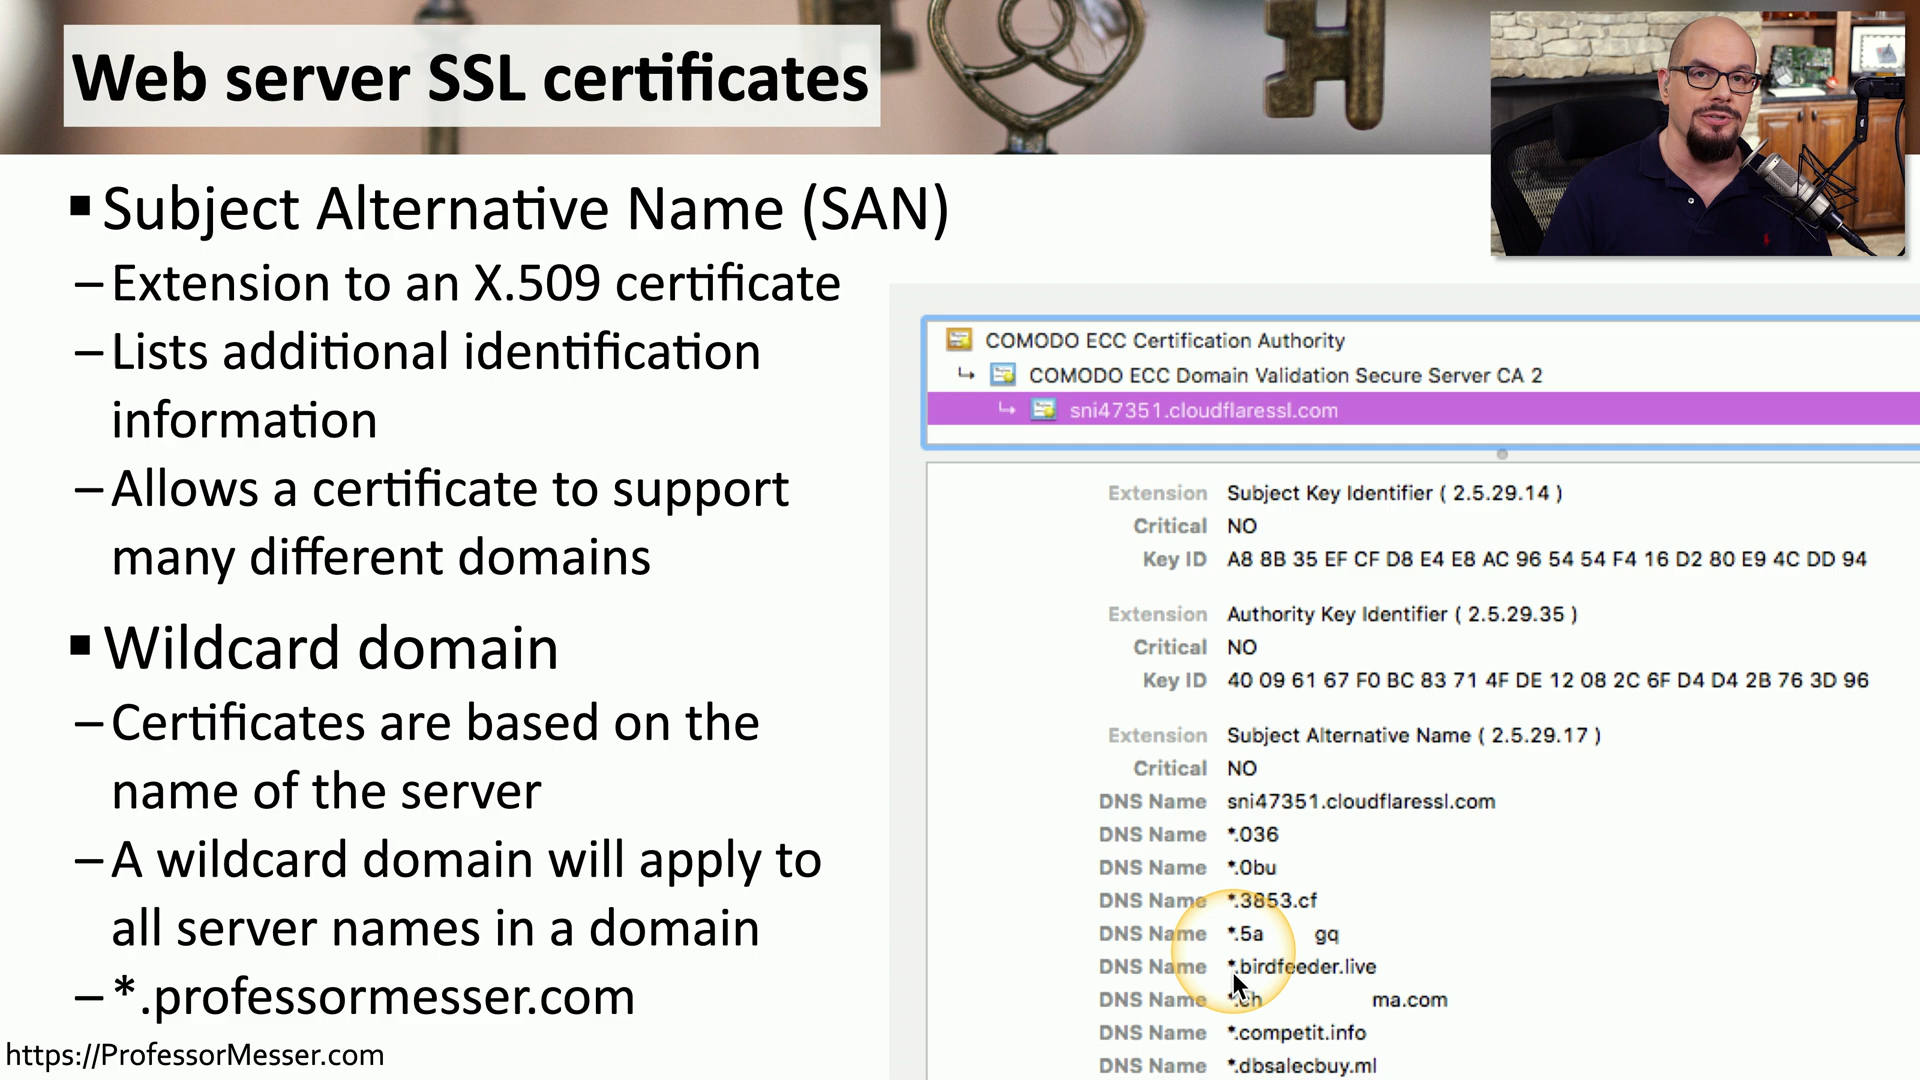 Web server SSL certificates
▪ Subject Alternative Name (SAN)
– Extension to an X.509 certificate
– Lists additional identification
information
– Allows a certificate to support
many different domains
▪ Wildcard domain
– Certificates are based on the
name of the server
– A wildcard domain will apply to
all server names in a domain
– *.professormesser.com
https://ProfessorMesser.com
COMODO ECC Certification Authority
↳ COMODO ECC Domain Validation Secure Server CA 2
↳ sni47351.cloudflaressl.com
Extension Subject Key Identifier ( 2.5.29.14 )
Critical NO
Key ID A8 8B 35 EF CF D8 E4 E8 AC 96 54 54 F4 16 D2 80 E9 4C DD 94
Extension Authority Key Identifier ( 2.5.29.35 )
Critical NO
Key ID 40 09 61 67 F0 BC 83 71 4F DE 12 08 2C 6F D4 D4 2B 76 3D 96
Extension Subject Alternative Name ( 2.5.29.17 )
Critical NO
DNS Name sni47351.cloudflaressl.com
DNS Name *.036
DNS Name *.0bu
DNS Name *.3853.cf
DNS Name *.5a gq
DNS Name *.birdfeeder.live
DNS Name ma.com
DNS Name *.competit.info
DNS Name *.dbsalecbuy.ml